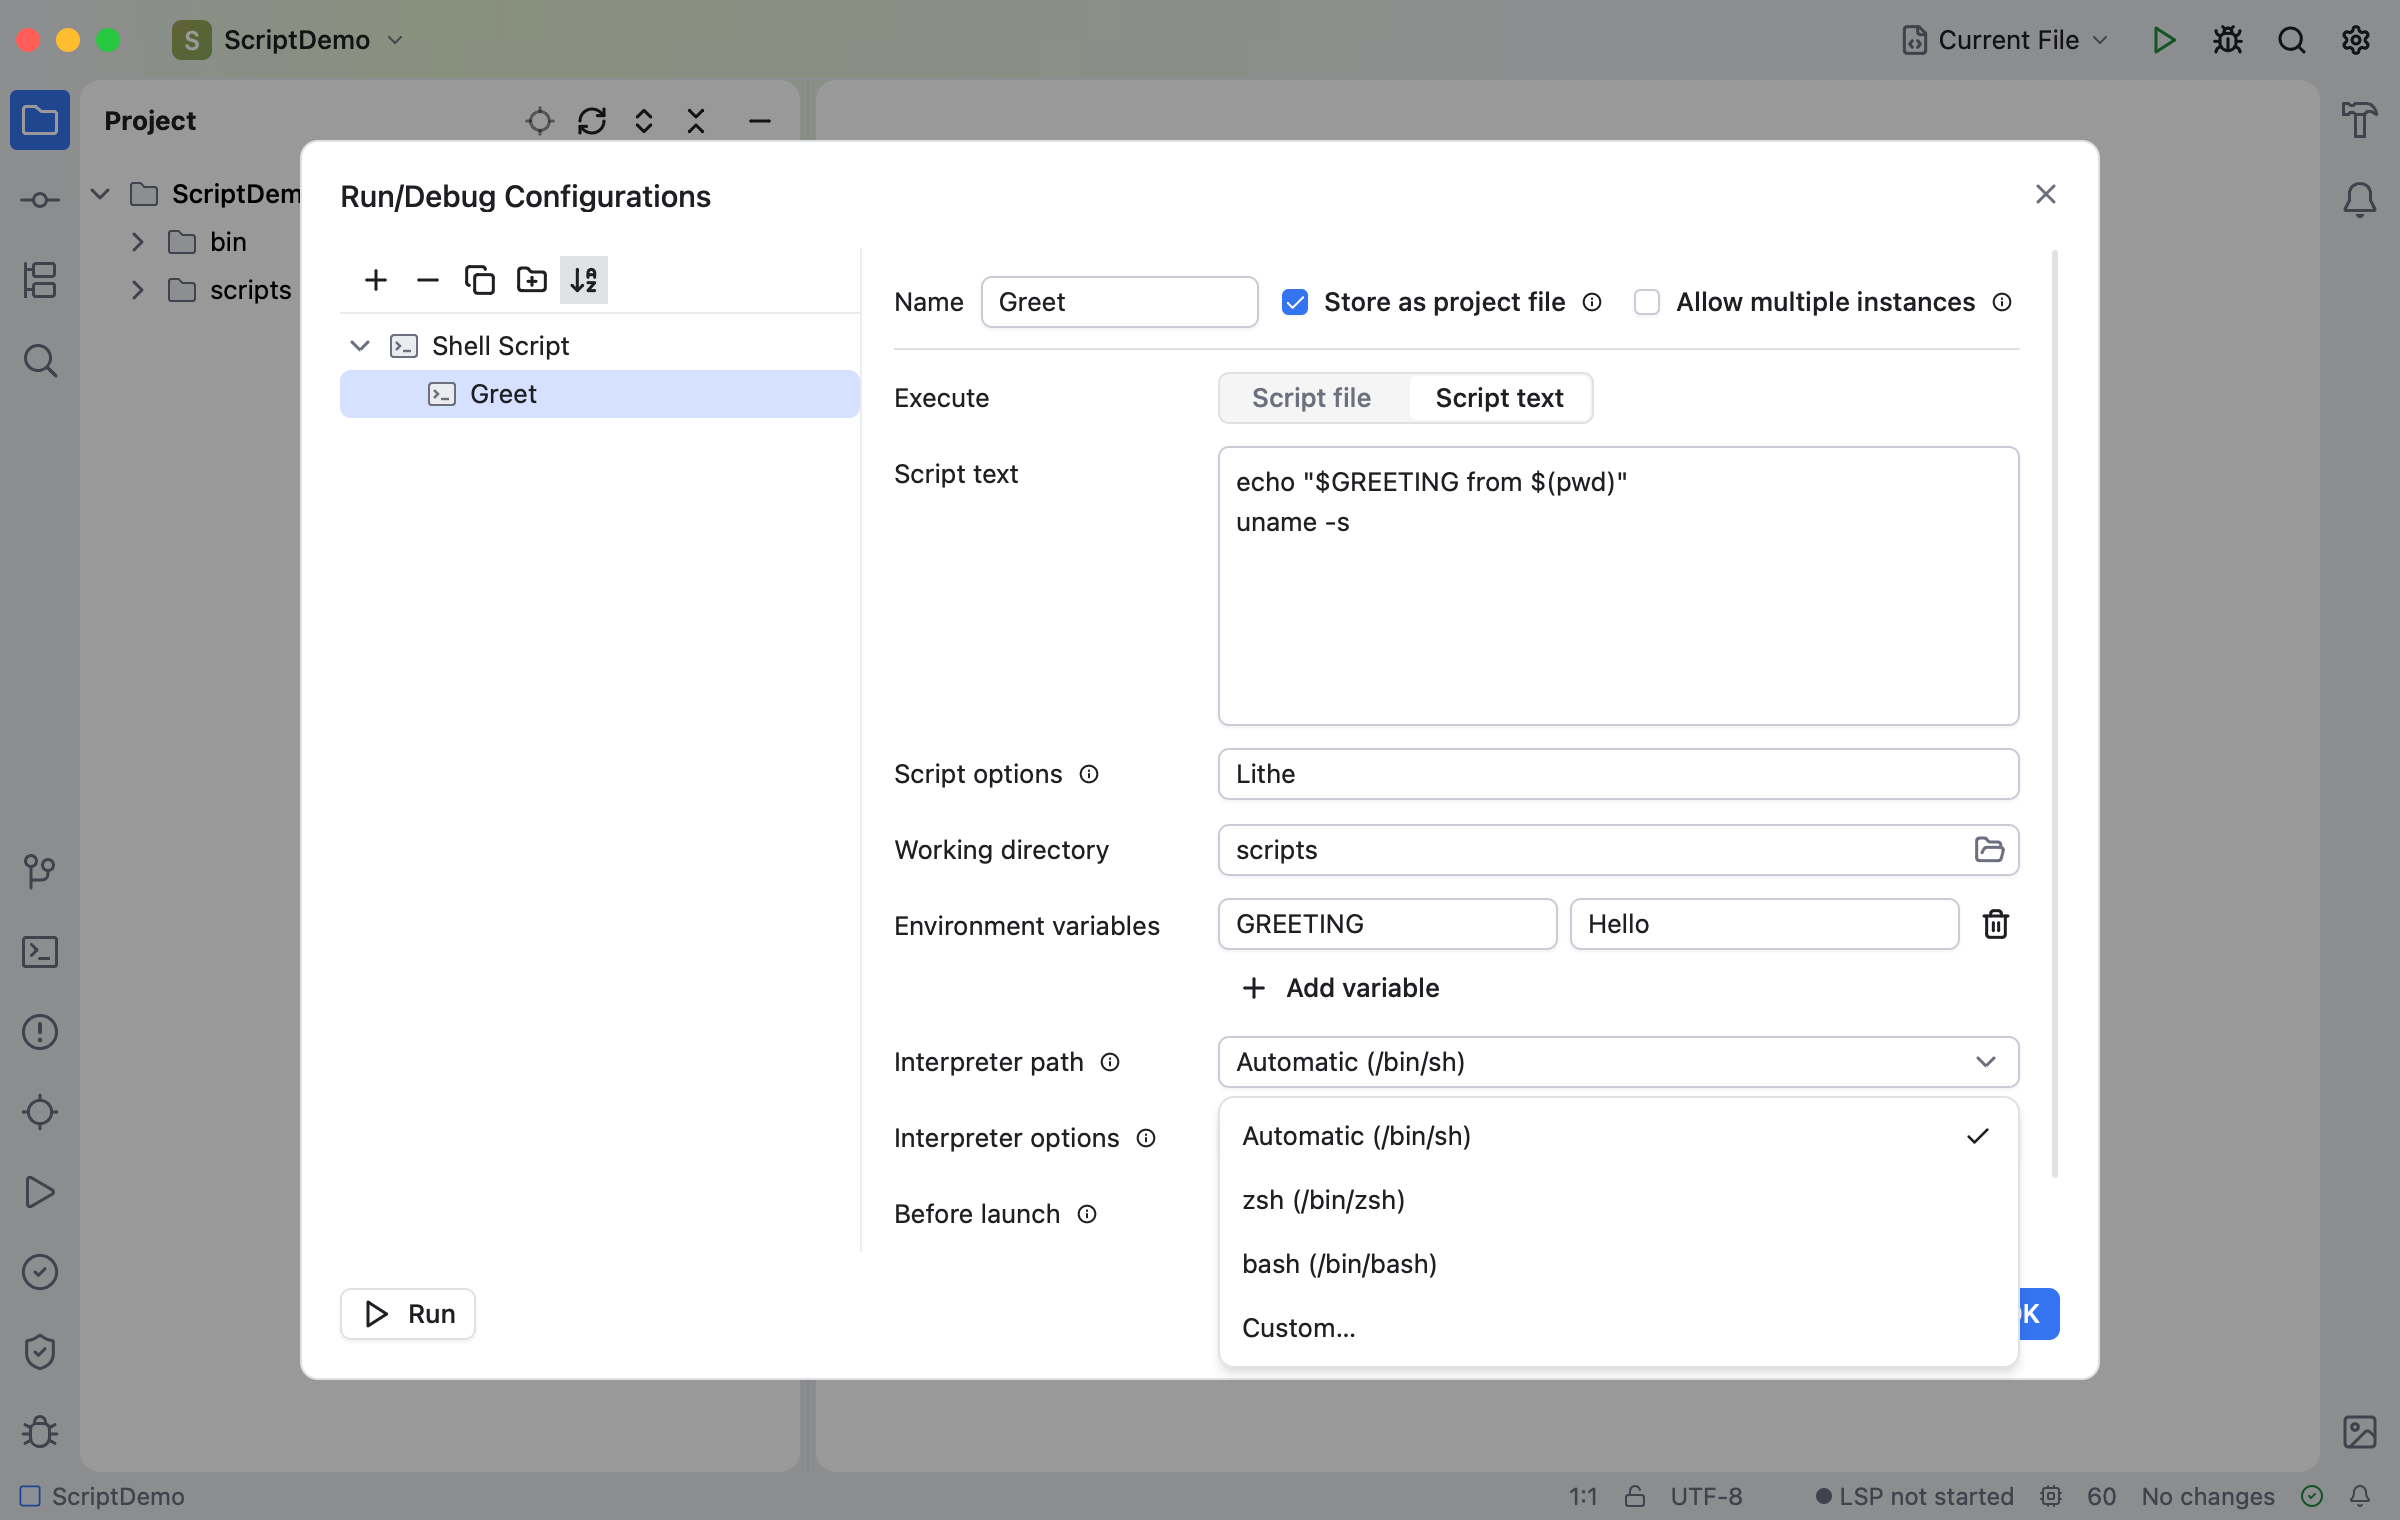 S ScriptDemo
Current File
Project
ScriptDem
bin
scripts
Run/Debug Configurations
Shell Script
Greet
Name Greet Store as project file Allow multiple instances
Execute Script file Script text
Script text
echo "$GREETING from $(pwd)"
uname -s
Script options Lithe
Working directory scripts
Environment variables GREETING Hello
Add variable
Interpreter path Automatic (/bin/sh)
Interpreter options
Automatic (/bin/sh)
zsh (/bin/zsh)
Before launch
bash (/bin/bash)
Custom...
Run
K
ScriptDemo
1:1 UTF-8 LSP not started 60 No changes